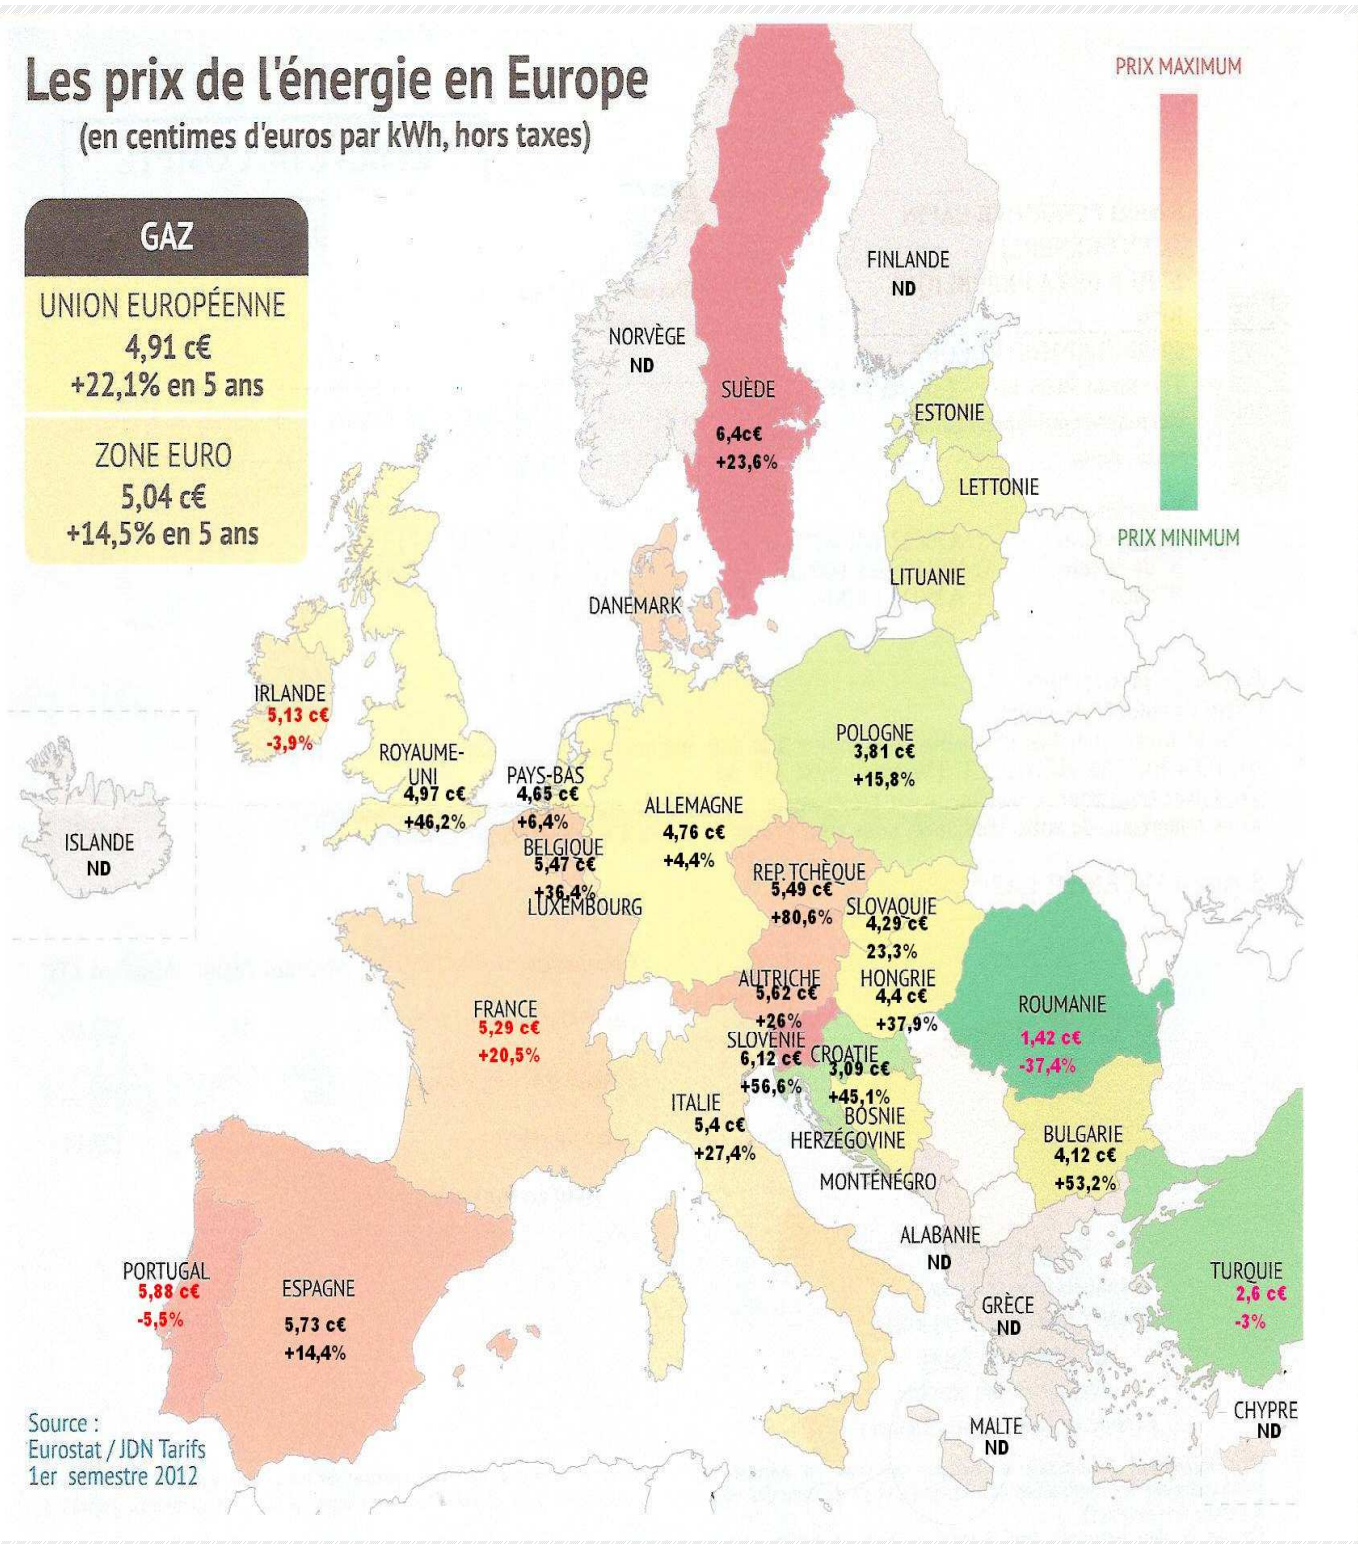 Les prix de l'énergie en Europe
(en centimes d'euros par kWh, hors taxes)
PRIX MAXIMUM
PRIX MINIMUM
GAZ
UNION EUROPÉENNE
4,91 c€
+22,1% en 5 ans
ZONE EURO
5,04 c€
+14,5% en 5 ans
FINLANDE
ND
NORVÈGE
ND
SUÈDE
6,4c€
+23,6%
ESTONIE
LETTONIE
LITUANIE
DANEMARK
IRLANDE
5,13 c€
-3,9%
ROYAUME-
UNI
4,97 c€
+46,2%
PAYS-BAS
4,65 c€
+6,4%
BELGIQUE
5,47 c€
+36,4%
LUXEMBOURG
ALLEMAGNE
4,76 c€
+4,4%
POLOGNE
3,81 c€
+15,8%
ISLANDE
ND
REP. TCHÈQUE
5,49 c€
+80,6%
SLOVAQUIE
4,29 c€
23,3%
AUTRICHE
5,62 c€
+26%
HONGRIE
4,4 c€
+37,9%
FRANCE
5,29 c€
+20,5%
ROUMANIE
1,42 c€
-37,4%
SLOVÉNIE
6,12 c€
+56,6%
CROATIE
3,09 c€
+45,1%
ITALIE
5,4 c€
+27,4%
BOSNIE
HERZÉGOVINE
MONTÉNÉGRO
BULGARIE
4,12 c€
+53,2%
ALABANIE
ND
PORTUGAL
5,88 c€
-5,5%
ESPAGNE
5,73 c€
+14,4%
GRÈCE
ND
TURQUIE
2,6 c€
-3%
MALTE
ND
CHYPRE
ND
Source :
Eurostat / JDN Tarifs
1er semestre 2012